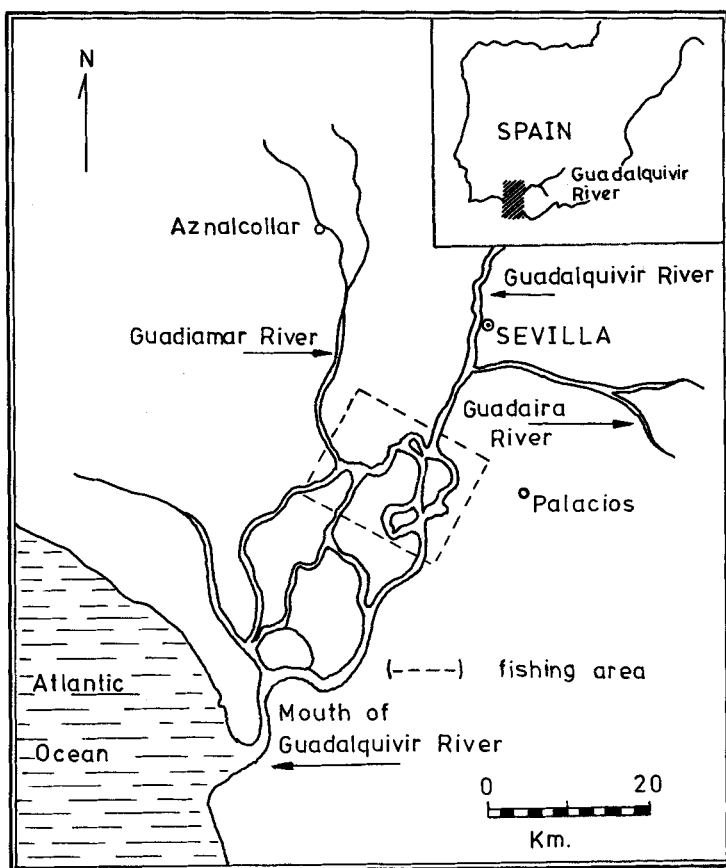 N
SPAIN
Guadalquivir
River
Aznalcollar
Guadalquivir River
Guadiamar River
SEVILLA
Guadaira
River
Palacios
(----) fishing area
Atlantic
Ocean
Mouth of
Guadalquivir River
0 20
Km.